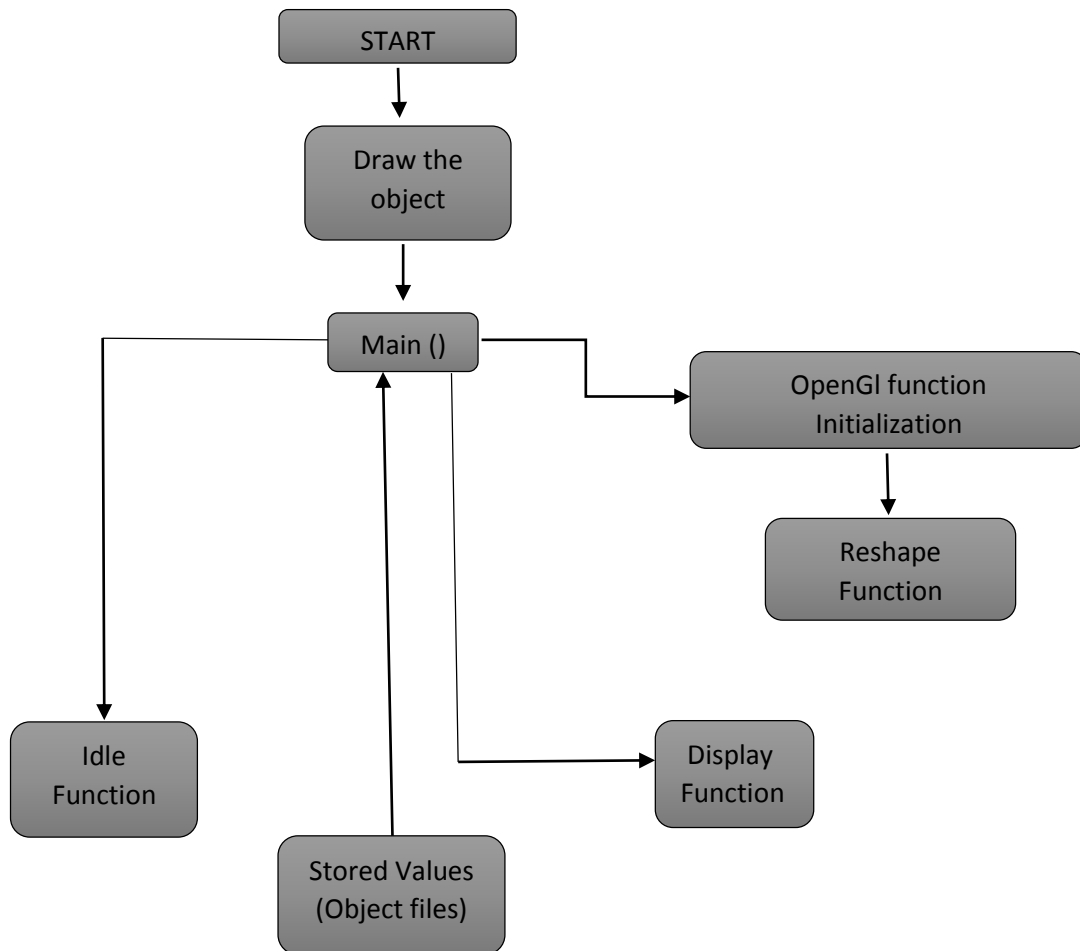 START
Draw the
object
Main ()
OpenGl function
Initialization
Reshape
Function
Idle
Function
Display
Function
Stored Values
(Object files)